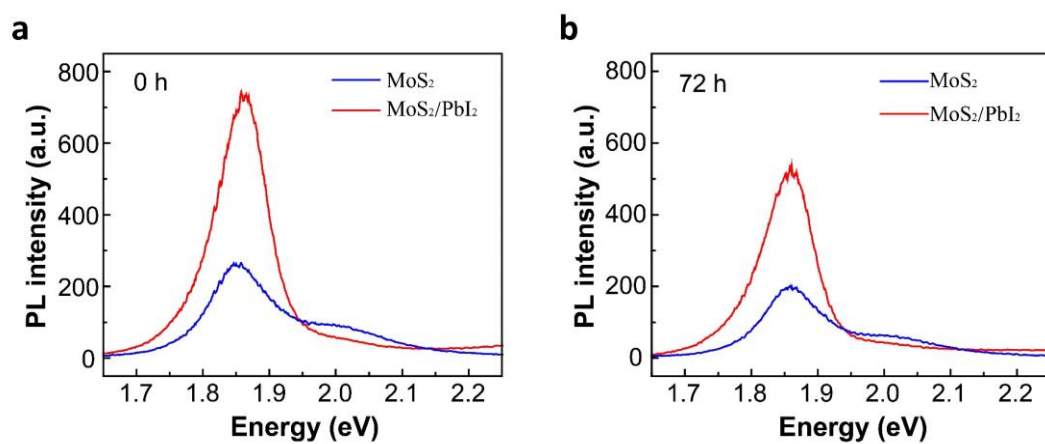 a
b
800
600
400
200
0
0 h
MoS₂
MoS₂/PbI₂
PL intensity (a.u.)
1.7 1.8 1.9 2.0 2.1 2.2
Energy (eV)
800
600
400
200
0
72 h
MoS₂
MoS₂/PbI₂
PL intensity (a.u.)
1.7 1.8 1.9 2.0 2.1 2.2
Energy (eV)